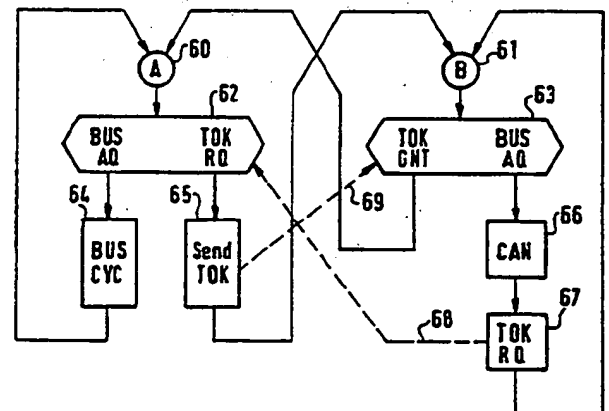 A
60
B
61
62
63
BUS
AQ
TOK
RQ
TOK
GNT
BUS
AQ
64
65
69
66
BUS
CYC
Send
TOK
CAN
68
67
TOK
RQ